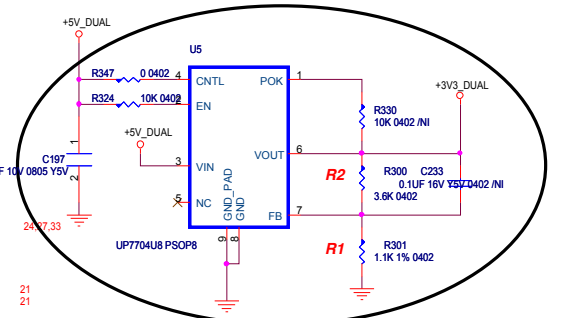 +5V_DUAL
U5
R347 0 0402 4 CNTL POK 1
+3V3_DUAL
R324 10K 0402 2 EN
R330
10K 0402 /NI
+5V_DUAL
1
C197
F 10V 0805 Y5V
2
3 VIN
VOUT 6
R2
R300
3.6K 0402
C233
0.1UF 16V Y5V 0402 /NI
5 NC
GND_PAD
GND
FB 7
9
8
24,27,33
UP7704U8 PSOP8
R1
R301
1.1K 1% 0402
21
21